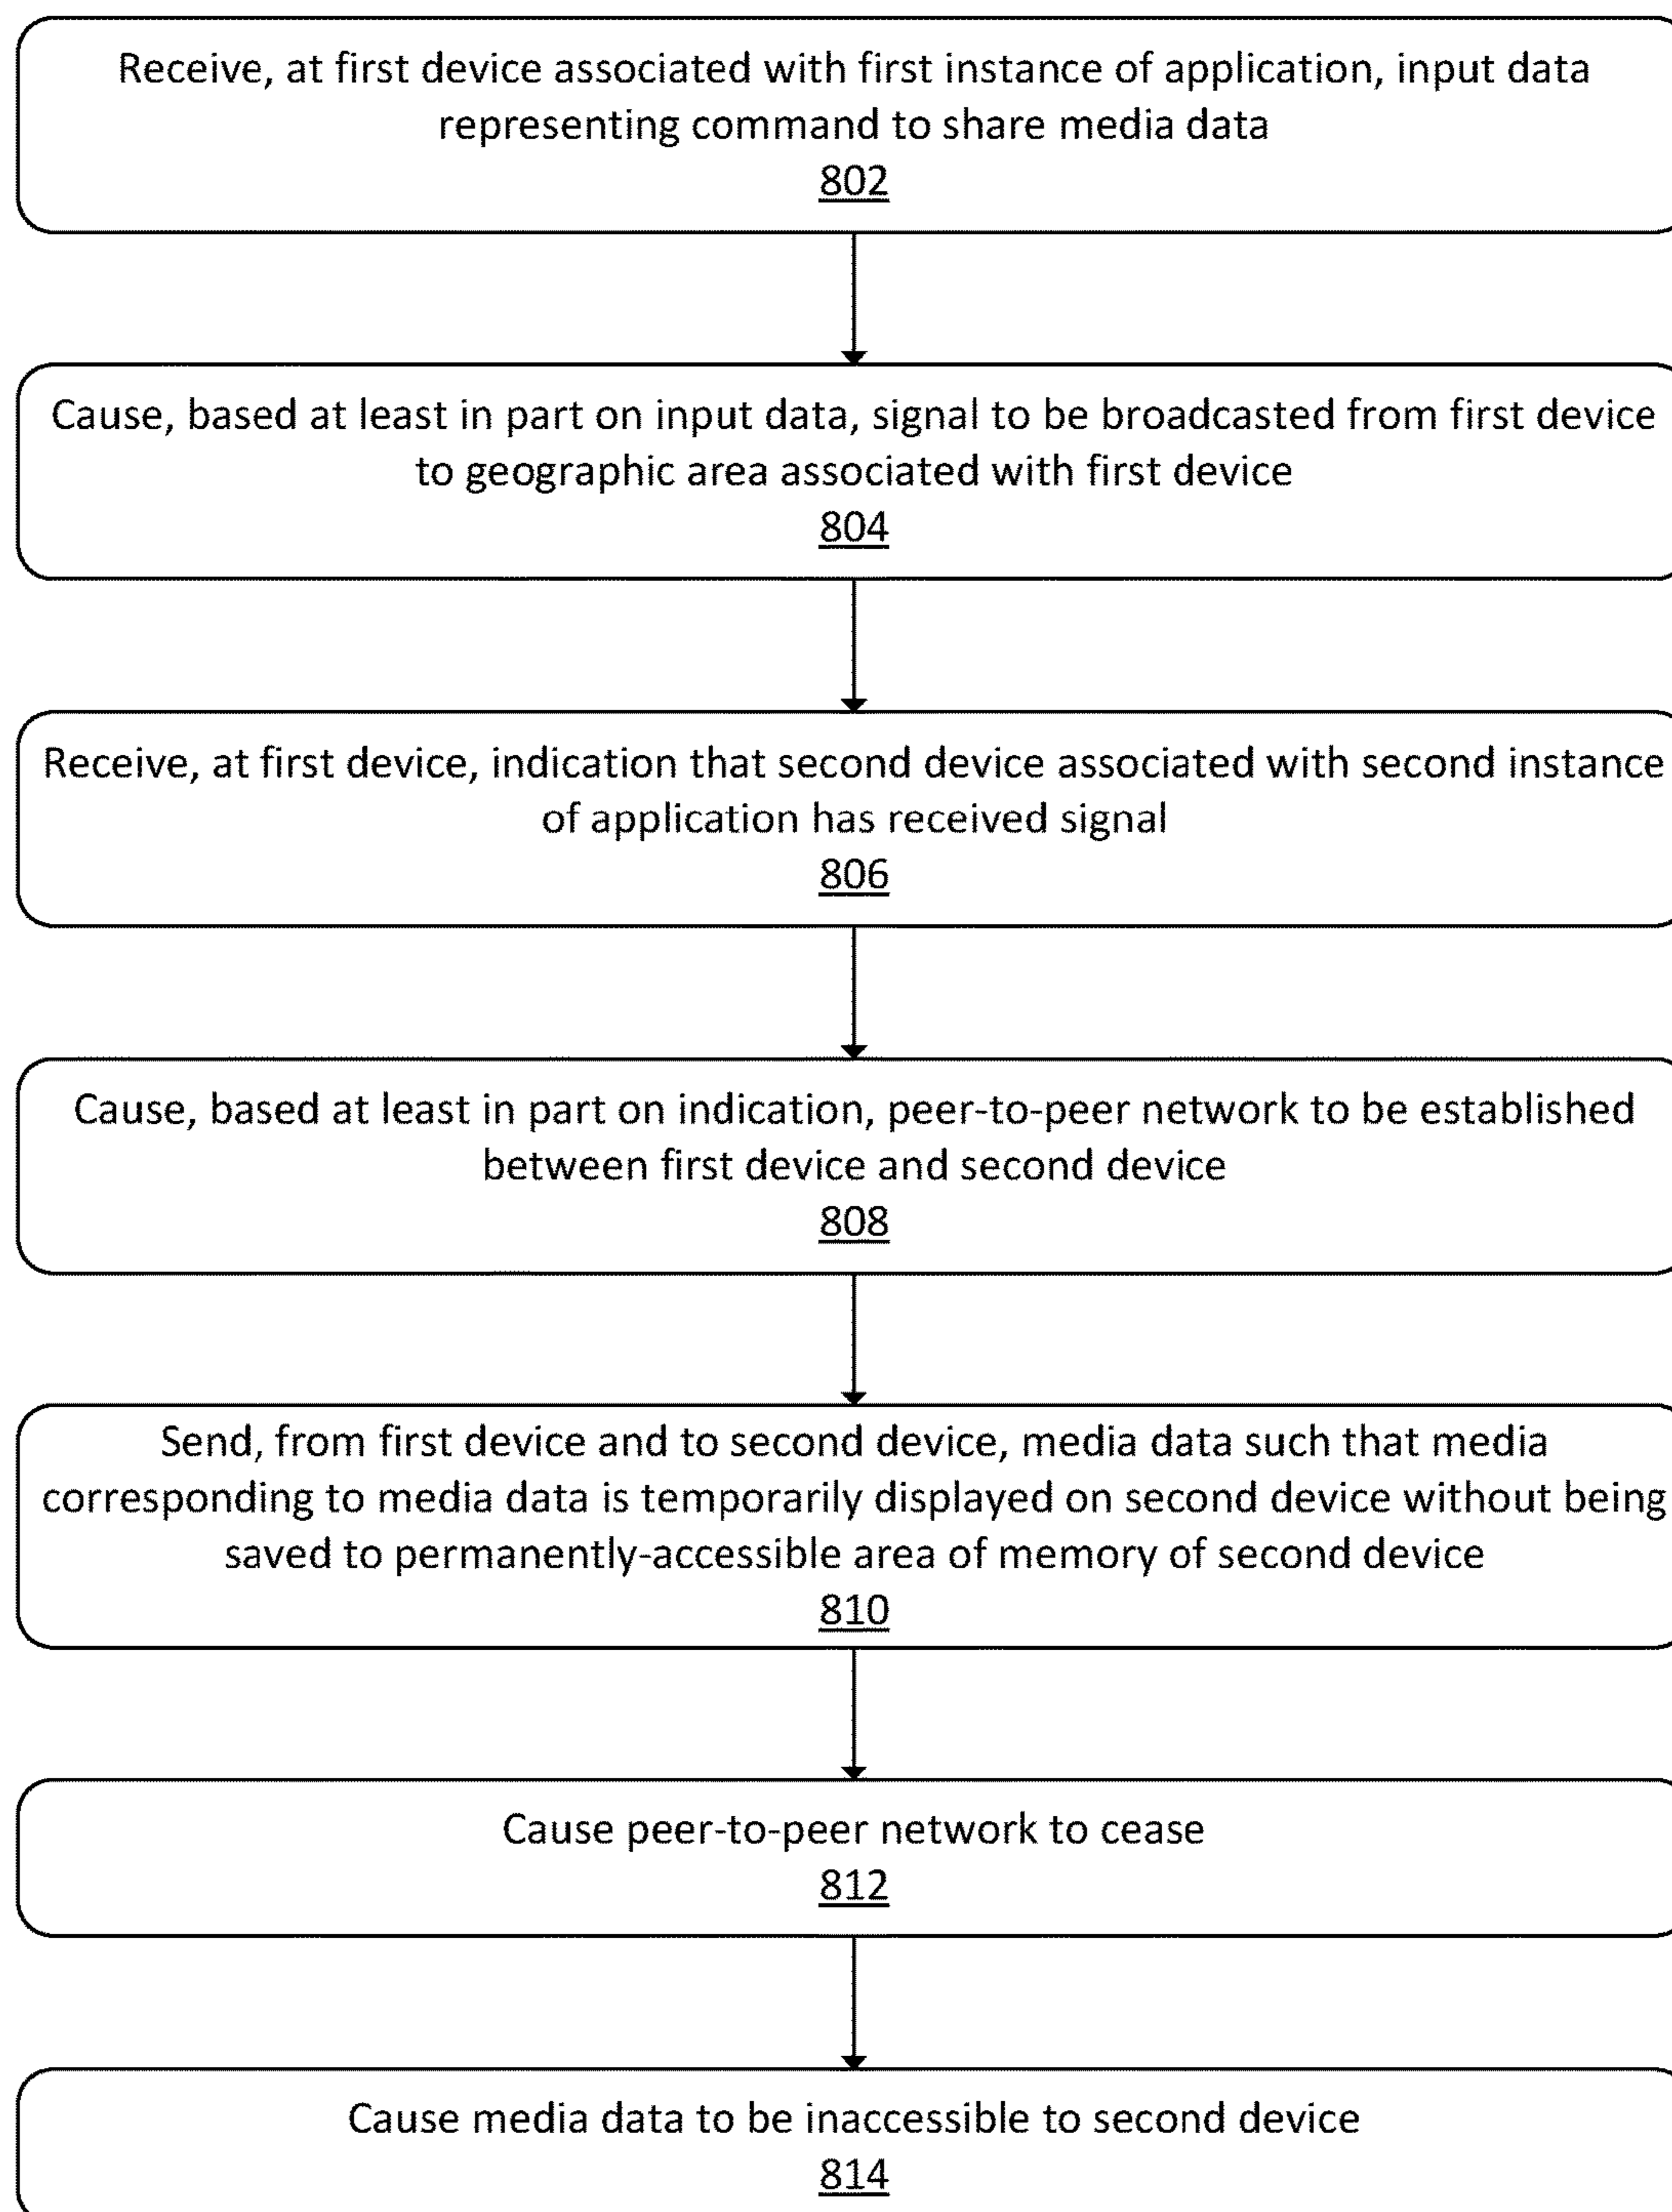 Receive, at first device associated with first instance of application, input data
representing command to share media data
802
Cause, based at least in part on input data, signal to be broadcasted from first device
to geographic area associated with first device
804
Receive, at first device, indication that second device associated with second instance
of application has received signal
806
Cause, based at least in part on indication, peer-to-peer network to be established
between first device and second device
808
Send, from first device and to second device, media data such that media
corresponding to media data is temporarily displayed on second device without being
saved to permanently-accessible area of memory of second device
810
Cause peer-to-peer network to cease
812
Cause media data to be inaccessible to second device
814